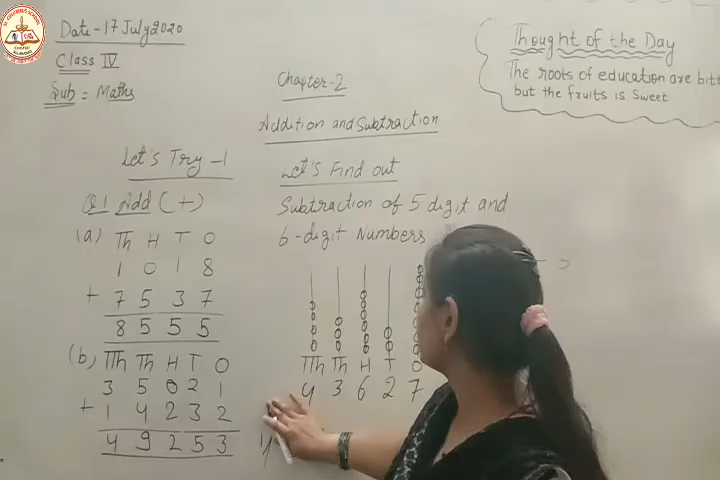 Date - 17 July 2020
Class IV
Sub = Maths
Thought of the Day
The roots of education are bitt
but the fruits is sweet
Chapter-2
Addition and Subtraction
Let's Try - 1
Q1 Add (+)
(a) Th H T O
1 0 1 8
+ 7 5 3 7
8 5 5 5
(b) TTh Th H T O
3 5 0 2 1
+ 1 4 2 3 2
4 9 2 5 3
Let's Find out
Subtraction of 5 digit and
6-digit Numbers
TTh Th H T O
4 3 6 2 7